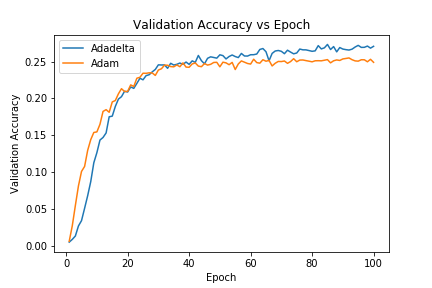 Validation Accuracy vs Epoch
Adadelta
Adam
Validation Accuracy
0.25
0.20
0.15
0.10
0.05
0.00
0 20 40 60 80 100
Epoch